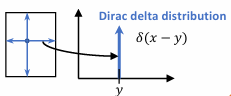 Dirac delta distribution
δ(x − y)
y